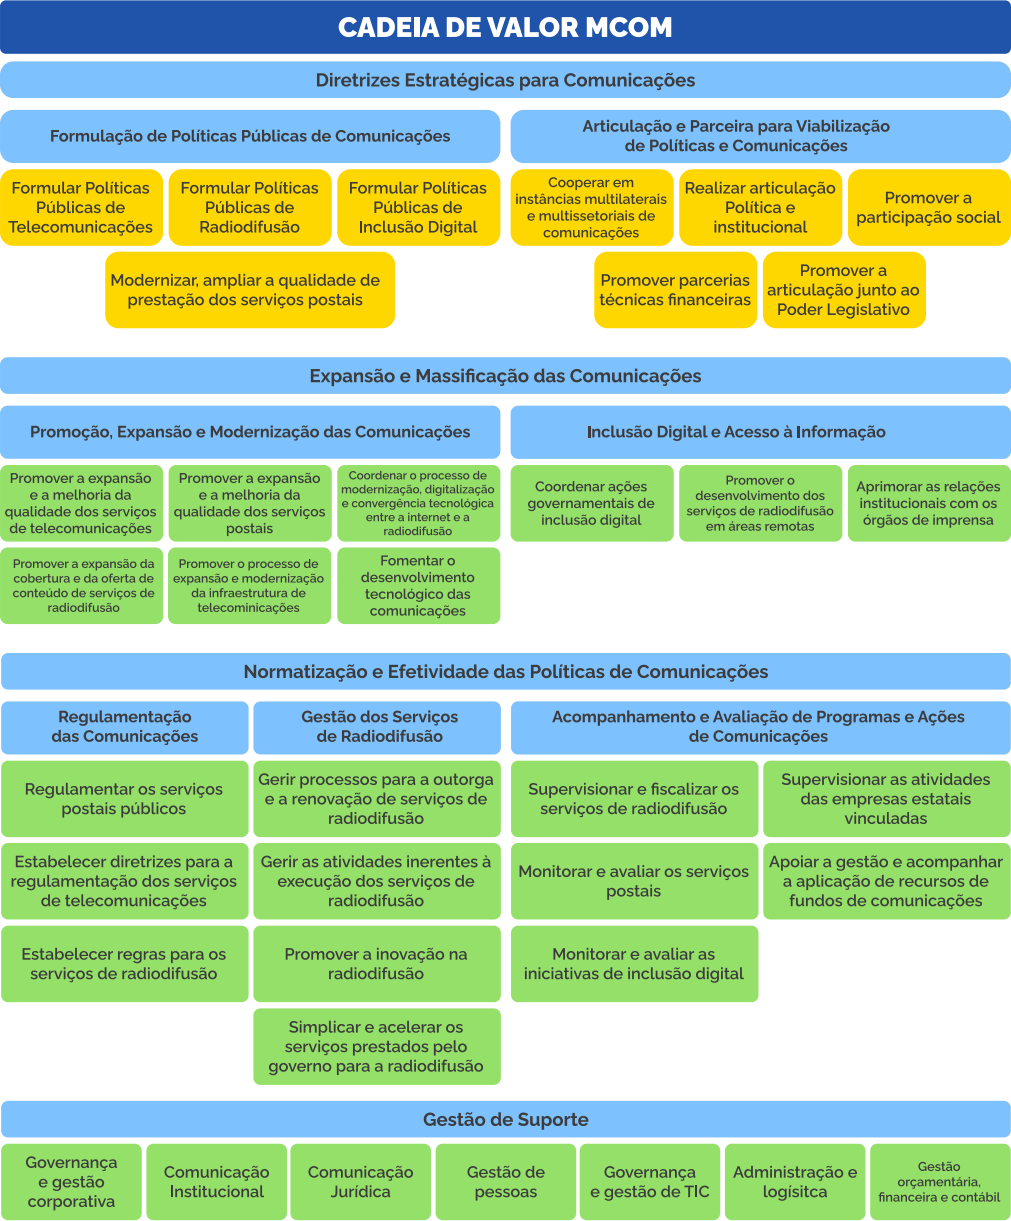 CADEIA DE VALOR MCOM
Diretrizes Estratégicas para Comunicações
Formulação de Políticas Públicas de Comunicações
Articulação e Parceira para Viabilização
de Políticas e Comunicações
Formular Políticas
Públicas de
Telecomunicações
Formular Políticas
Públicas de
Radiodifusão
Formular Políticas
Públicas de
Inclusão Digital
Cooperar em
instâncias multilaterais
e multissetoriais de
comunicações
Realizar articulação
Política e
institucional
Promover a
participação social
Modernizar, ampliar a qualidade de
prestação dos serviços postais
Promover parcerias
técnicas financeiras
Promover a
articulação junto ao
Poder Legislativo
Expansão e Massificação das Comunicações
Promoção, Expansão e Modernização das Comunicações
Inclusão Digital e Acesso à Informação
Promover a expansão
e a melhoria da
qualidade dos serviços
de telecomunicações
Promover a expansão
e a melhoria da
qualidade dos serviços
postais
Coordenar o processo de
modernização, digitalização
e convergência tecnológica
entre a internet e a
radiodifusão
Coordenar ações
governamentais de
inclusão digital
Promover o
desenvolvimento dos
serviços de radiodifusão
em áreas remotas
Aprimorar as relações
institucionais com os
órgãos de imprensa
Promover a expansão da
cobertura e da oferta de
conteúdo de serviços de
radiodifusão
Promover o processo de
expansão e modernização
da infraestrutura de
telecominicações
Fomentar o
desenvolvimento
tecnológico das
comunicações
Normatização e Efetividade das Políticas de Comunicações
Regulamentação
das Comunicações
Gestão dos Serviços
de Radiodifusão
Acompanhamento e Avaliação de Programas e Ações
de Comunicações
Regulamentar os serviços
postais públicos
Gerir processos para a outorga
e a renovação de serviços de
radiodifusão
Supervisionar e fiscalizar os
serviços de radiodifusão
Supervisionar as atividades
das empresas estatais
vinculadas
Estabelecer diretrizes para a
regulamentação dos serviços
de telecomunicações
Gerir as atividades inerentes à
execução dos serviços de
radiodifusão
Monitorar e avaliar os serviços
postais
Apoiar a gestão e acompanhar
a aplicação de recursos de
fundos de comunicações
Estabelecer regras para os
serviços de radiodifusão
Promover a inovação na
radiodifusão
Monitorar e avaliar as
iniciativas de inclusão digital
Simplicar e acelerar os
serviços prestados pelo
governo para a radiodifusão
Gestão de Suporte
Governança
e gestão
corporativa
Comunicação
Institucional
Comunicação
Jurídica
Gestão de
pessoas
Governança
e gestão de TIC
Administração e
logísitca
Gestão
orçamentária,
financeira e contábil